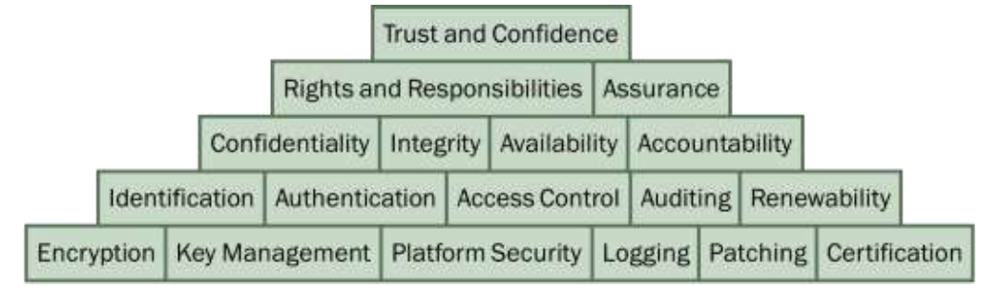 Trust and Confidence
Rights and Responsibilities Assurance
Confidentiality Integrity Availability Accountability
Identification Authentication Access Control Auditing Renewability
Encryption Key Management Platform Security Logging Patching Certification